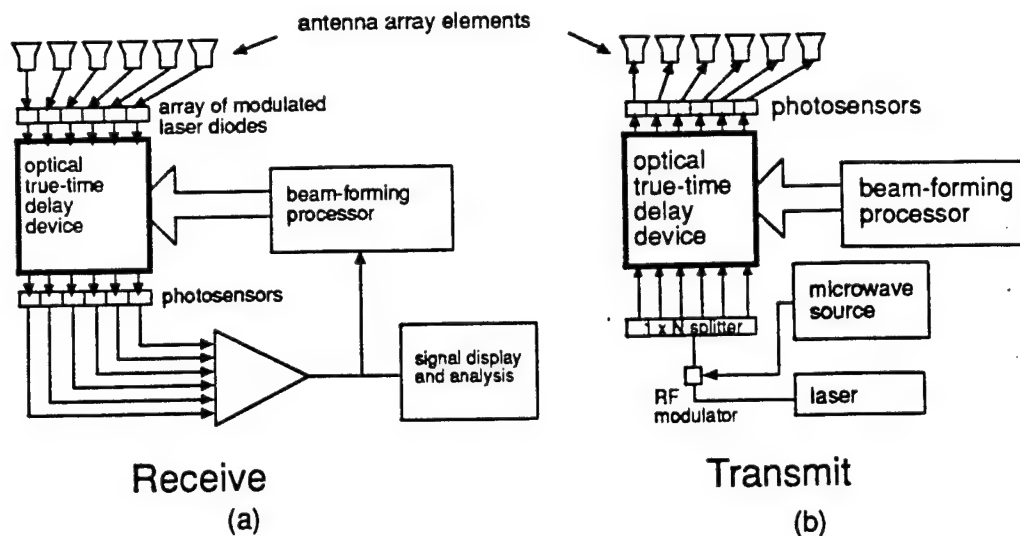 antenna array elements
array of modulated
laser diodes
optical
true-time
delay
device
beam-forming
processor
photosensors
signal display
and analysis
Receive
(a)
photosensors
optical
true-time
delay
device
beam-forming
processor
microwave
source
1 x N splitter
RF
modulator
laser
Transmit
(b)